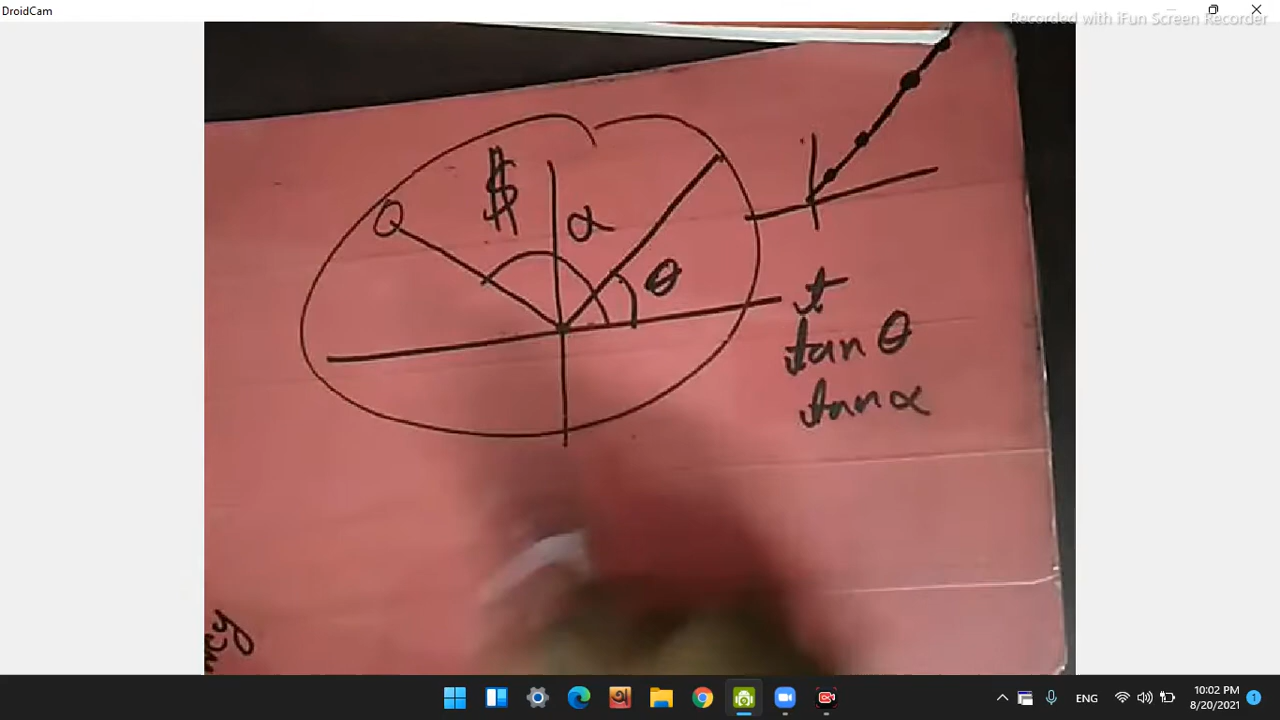 DroidCam
Recorded with iFun Screen Recorder
$
Q
α
θ
t
tan θ
tan α
ENG
10:02 PM
8/20/2021
1